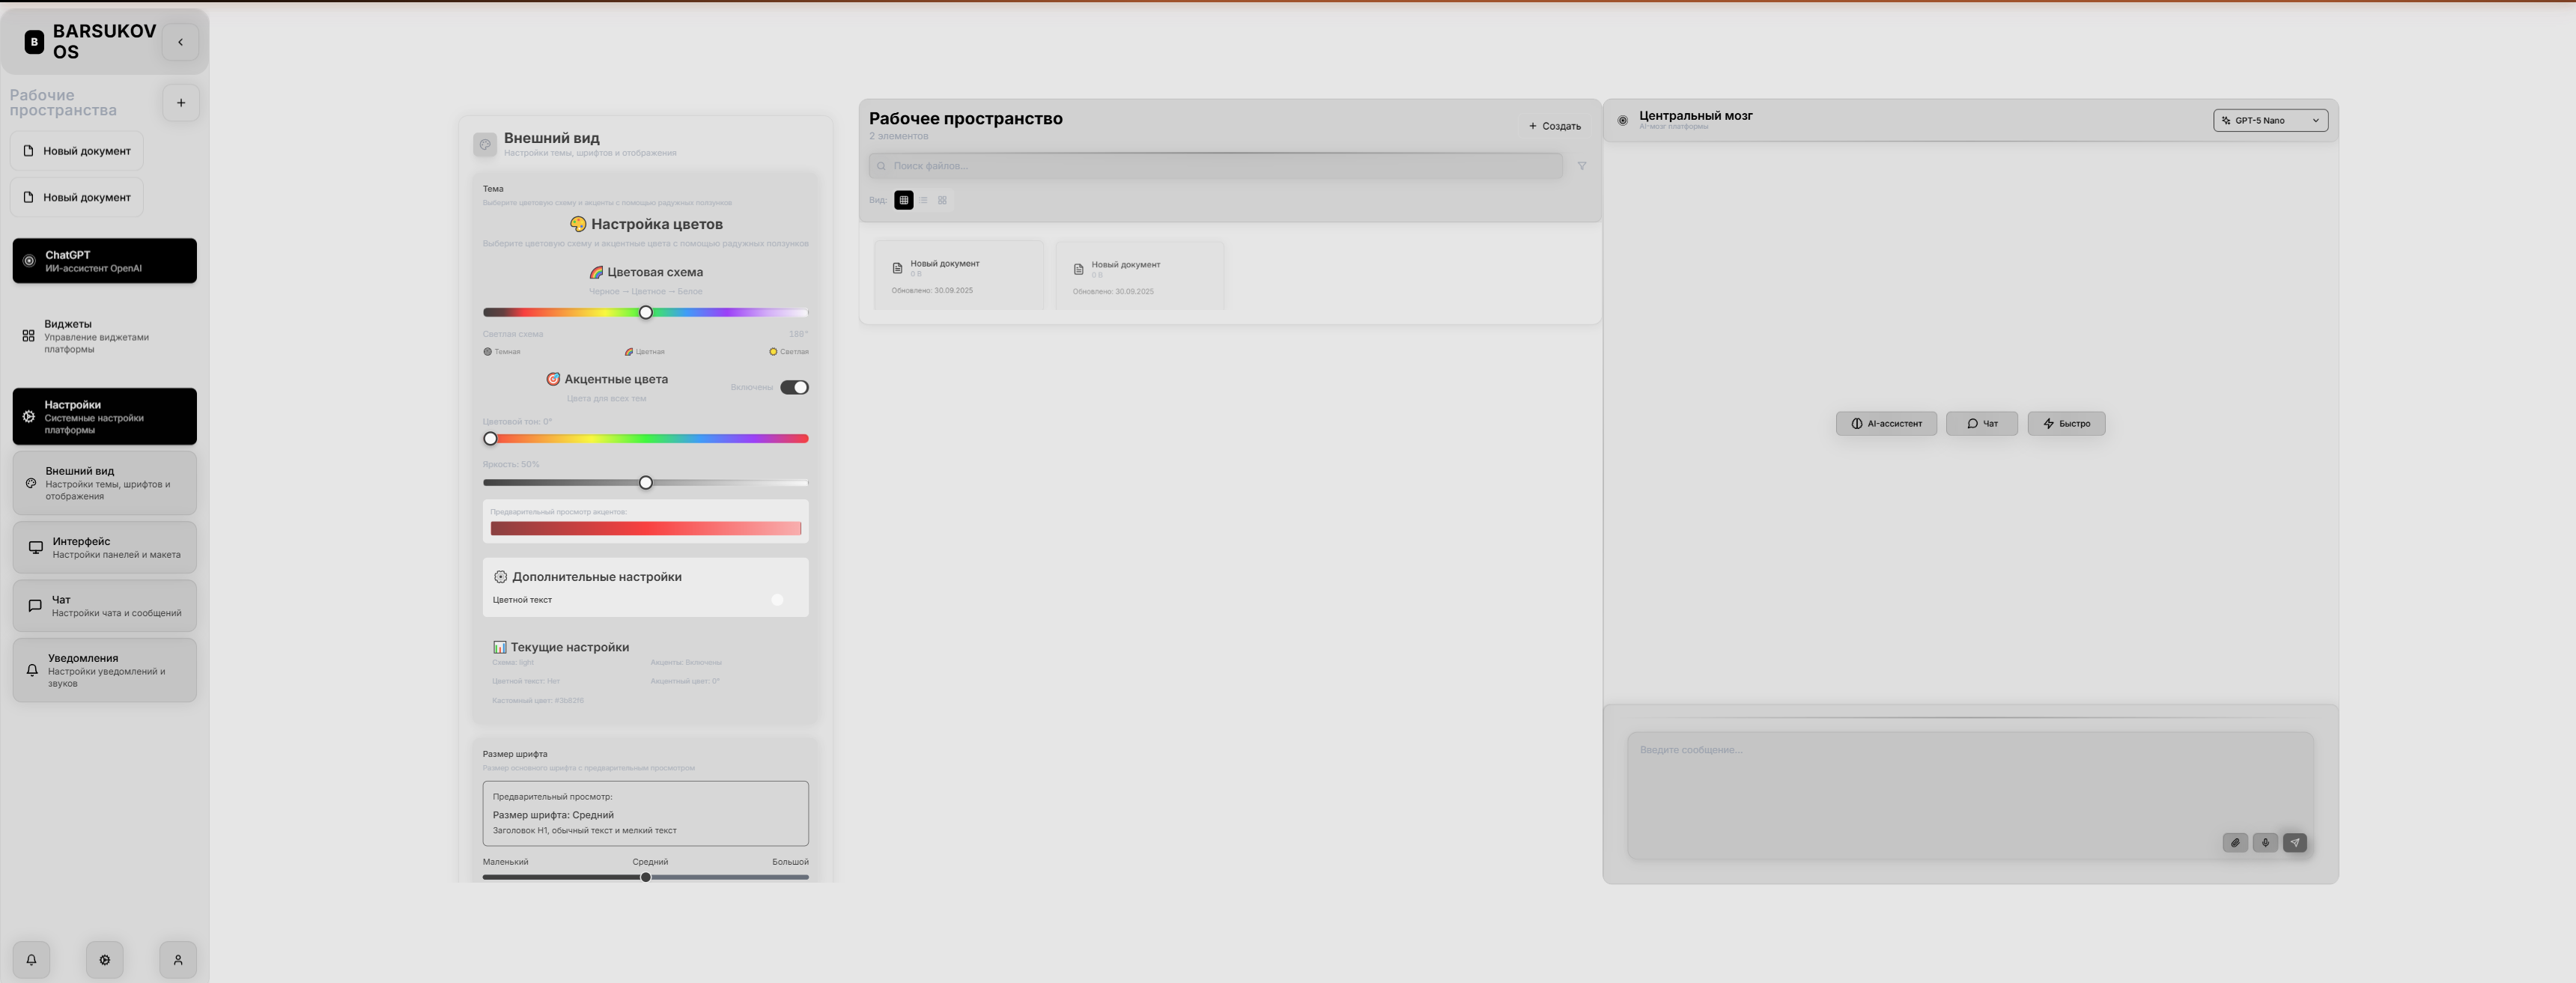 B
BARSUKOV
OS
Рабочие
пространства
Новый документ
Новый документ
ChatGPT
ИИ-ассистент OpenAI
Виджеты
Управление виджетами
платформы
Настройки
Системные настройки
платформы
Внешний вид
Настройки темы, шрифтов и
отображения
Интерфейс
Настройки панелей и макета
Чат
Настройки чата и сообщений
Уведомления
Настройки уведомлений и
звуков
Внешний вид
Настройки темы, шрифтов и отображения
Тема
Выберите цветовую схему и акценты с помощью радужных ползунков
🎨 Настройка цветов
Выберите цветовую схему и акцентные цвета с помощью радужных ползунков
🌈 Цветовая схема
Черное → Цветное → Белое
Светлая схема 180°
Темная
🌈 Цветная
Светлая
🎯 Акцентные цвета
Включены
Цвета для всех тем
Цветовой тон: 0°
Яркость: 50%
Предварительный просмотр акцентов:
Дополнительные настройки
Цветной текст
📊 Текущие настройки
Схема: light
Акценты: Включены
Цветной текст: Нет
Акцентный цвет: 0°
Кастомный цвет: #3b82f6
Размер шрифта
Размер основного шрифта с предварительным просмотром
Предварительный просмотр:
Размер шрифта: Средний
Заголовок H1, обычный текст и мелкий текст
Маленький Средний Большой
Рабочее пространство
2 элементов
+ Создать
Поиск файлов...
Вид:
Новый документ
0 B
Обновлено: 30.09.2025
Новый документ
0 B
Обновлено: 30.09.2025
Центральный мозг
AI-мозг платформы
GPT-5 Nano
AI-ассистент
Чат
Быстро
Введите сообщение...